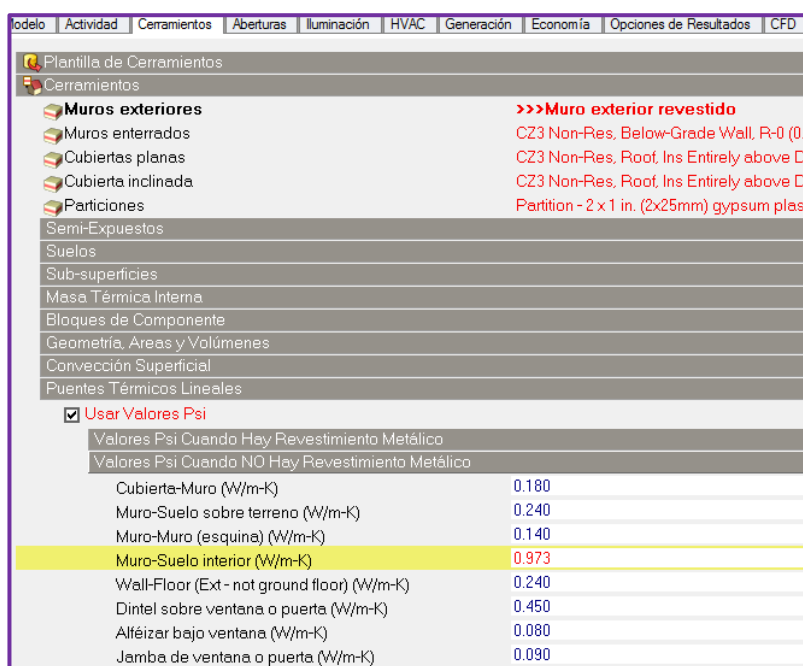 Actividad Cerramientos Aberturas Iluminación HVAC Generación Economía Opciones de Resultados CFD
Plantilla de Cerramientos
Cerramientos
Muros exteriores >>>Muro exterior revestido
Muros enterrados CZ3 Non-Res, Below-Grade Wall, R-0 (0.
Cubiertas planas CZ3 Non-Res, Roof, Ins Entirely above D
Cubierta inclinada CZ3 Non-Res, Roof, Ins Entirely above D
Particiones Partition - 2 x 1 in. (2x25mm) gypsum plas
Semi-Expuestos
Suelos
Sub-superficies
Masa Térmica Interna
Bloques de Componente
Geometría, Areas y Volúmenes
Convección Superficial
Puentes Térmicos Lineales
Usar Valores Psi
Valores Psi Cuando Hay Revestimiento Metálico
Valores Psi Cuando NO Hay Revestimiento Metálico
Cubierta-Muro (W/m-K) 0.180
Muro-Suelo sobre terreno (W/m-K) 0.240
Muro-Muro (esquina) (W/m-K) 0.140
Muro-Suelo interior (W/m-K) 0.973
Wall-Floor (Ext - not ground floor) (W/m-K) 0.240
Dintel sobre ventana o puerta (W/m-K) 0.450
Alféizar bajo ventana (W/m-K) 0.080
Jamba de ventana o puerta (W/m-K) 0.090